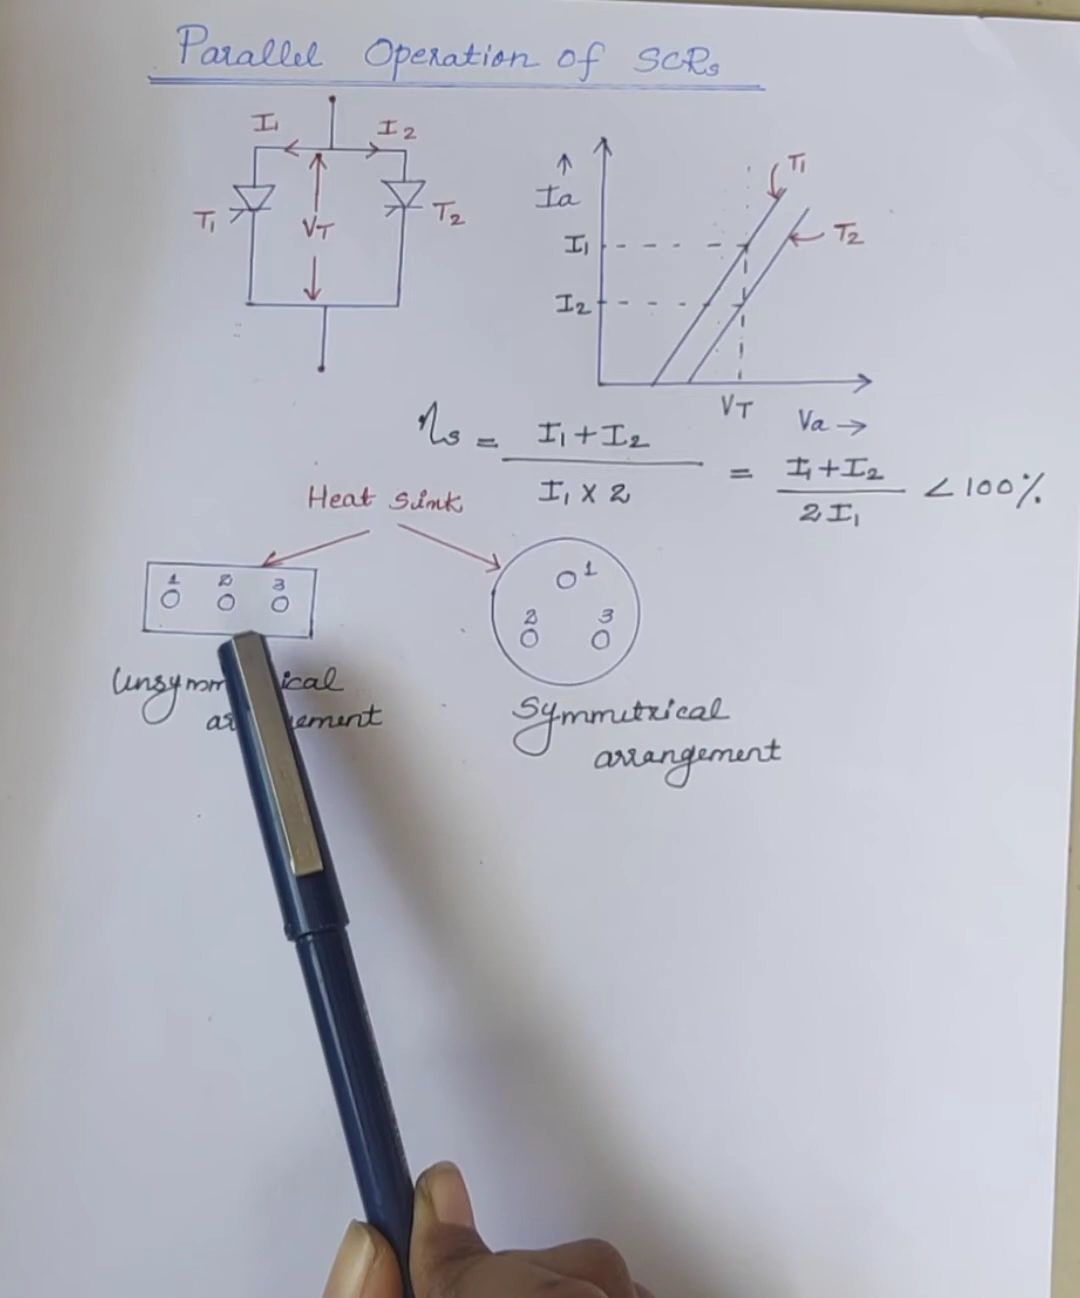 Parallel Operation of SCRs
I1 I2
T1 VT T2
↑ Ia
T1
T2
I1
I2
VT Va →
ηs = I1+I2 / I1 × 2 = I1+I2 / 2I1 < 100%
Heat Sink
1 2 3
1
2 3
Symmetrical
arrangement